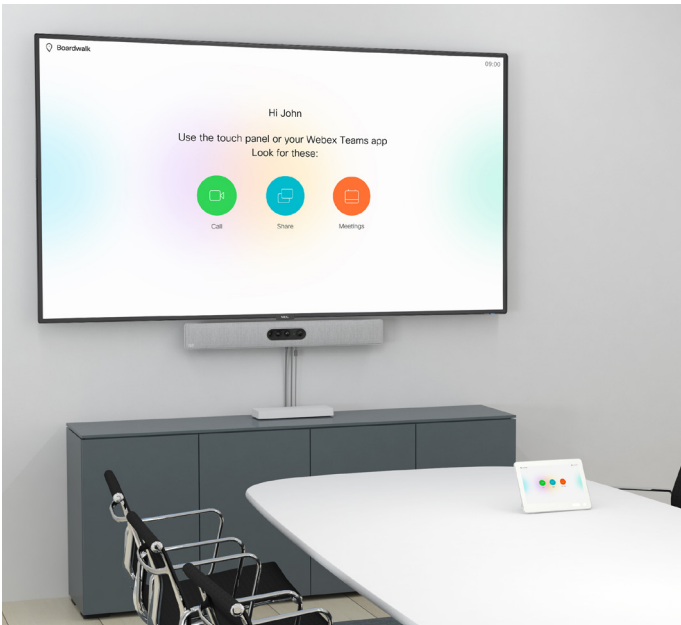 Boardwalk
09:00
Hi John
Use the touch panel or your Webex Teams app
Look for these:
Call
Share
Meetings
NEC